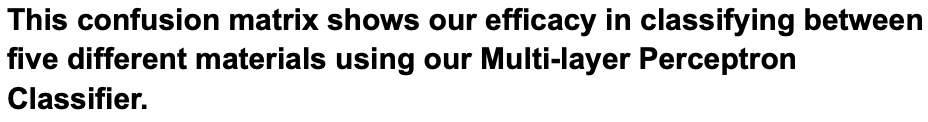 This confusion matrix shows our efficacy in classifying between
five different materials using our Multi-layer Perceptron
Classifier.